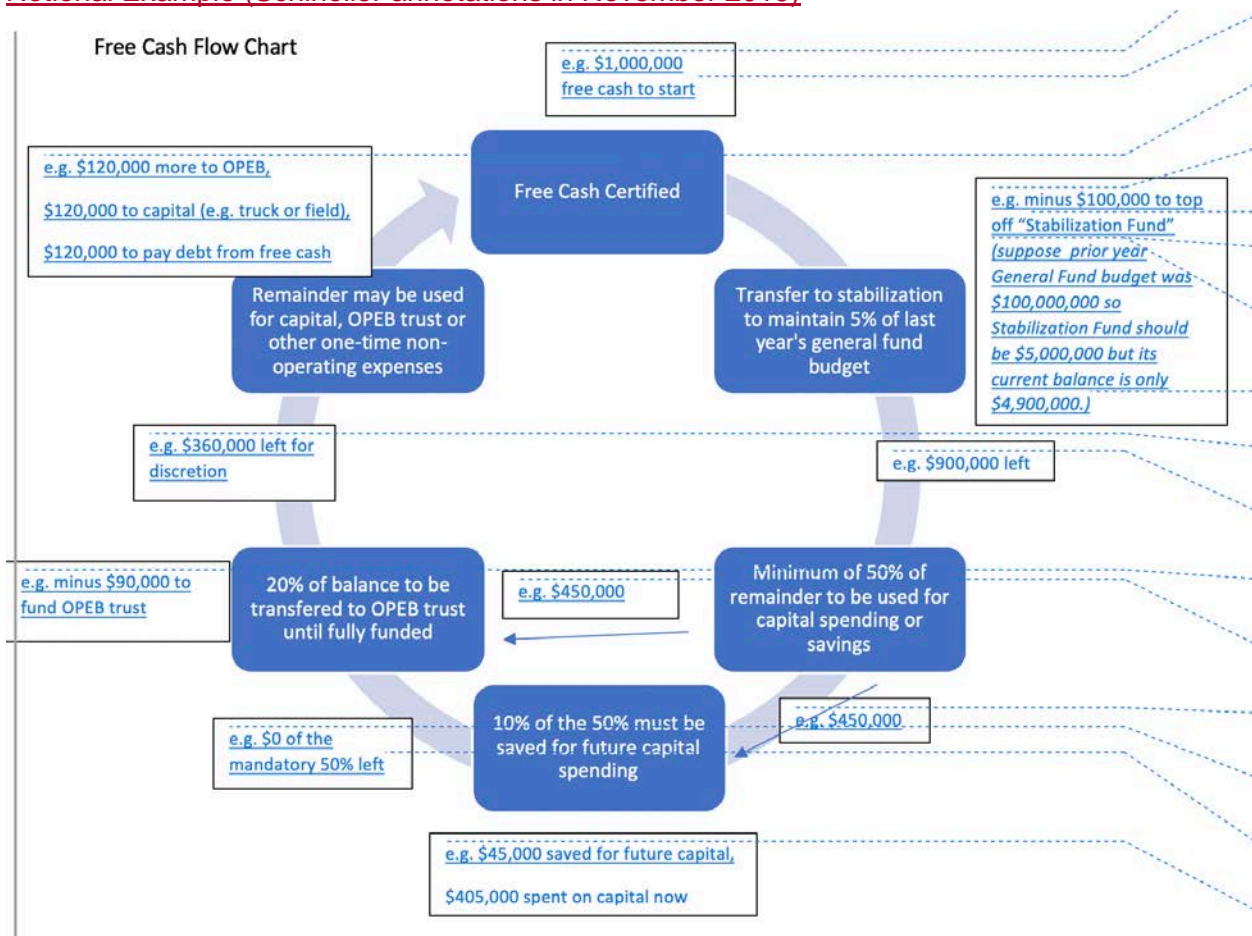 Notional Example (Schineller annotations in November 2018)
Free Cash Flow Chart
e.g. $1,000,000
free cash to start
Free Cash Certified
e.g. $120,000 more to OPEB,
$120,000 to capital (e.g. truck or field),
$120,000 to pay debt from free cash
e.g. minus $100,000 to top
off “Stabilization Fund”
(suppose prior year
General Fund budget was
$100,000,000 so
Stabilization Fund should
be $5,000,000 but its
current balance is only
$4,900,000.)
Remainder may be used
for capital, OPEB trust or
other one-time non-
operating expenses
Transfer to stabilization
to maintain 5% of last
year's general fund
budget
e.g. $360,000 left for
discretion
e.g. $900,000 left
e.g. minus $90,000 to
fund OPEB trust
20% of balance to be
transfered to OPEB trust
until fully funded
e.g. $450,000
Minimum of 50% of
remainder to be used for
capital spending or
savings
e.g. $0 of the
mandatory 50% left
10% of the 50% must be
saved for future capital
spending
e.g. $450,000
e.g. $45,000 saved for future capital,
$405,000 spent on capital now